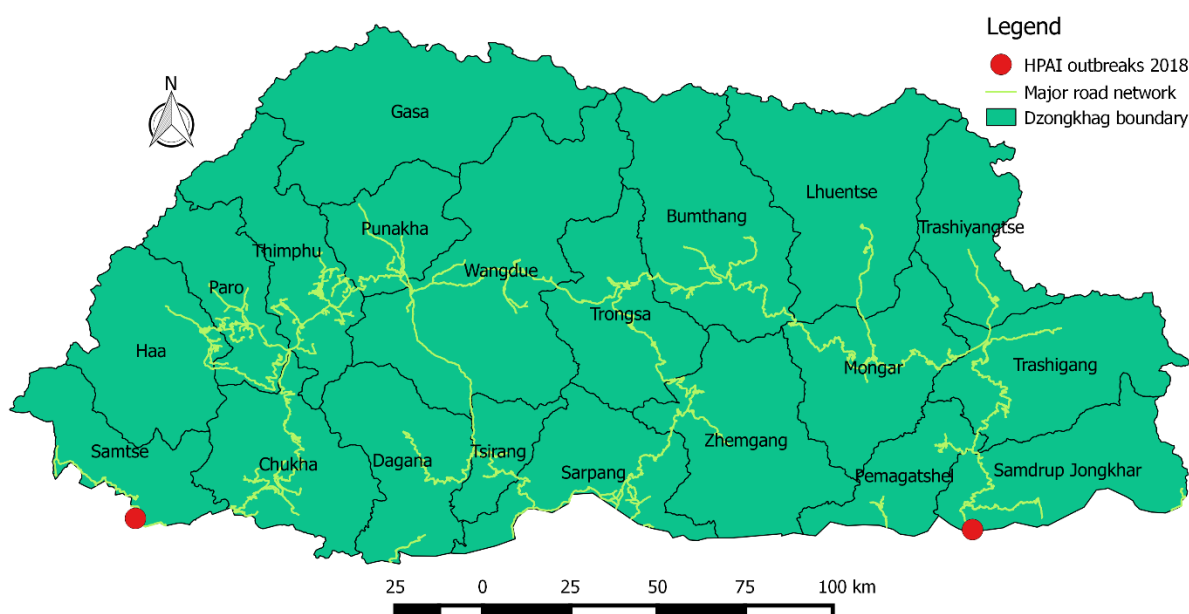 Legend
HPAI outbreaks 2018
Major road network
Dzongkhag boundary
N
Gasa
Lhuentse
Bumthang
Punakha
Trashiyangtse
Thimphu
Wangdue
Paro
Trongsa
Haa
Trashigang
Mongar
Zhemgang
Samtse
Tsirang
Chukha
Dagana
Sarpang
Pemagatshel
Samdrup Jongkhar
25 0 25 50 75 100 km